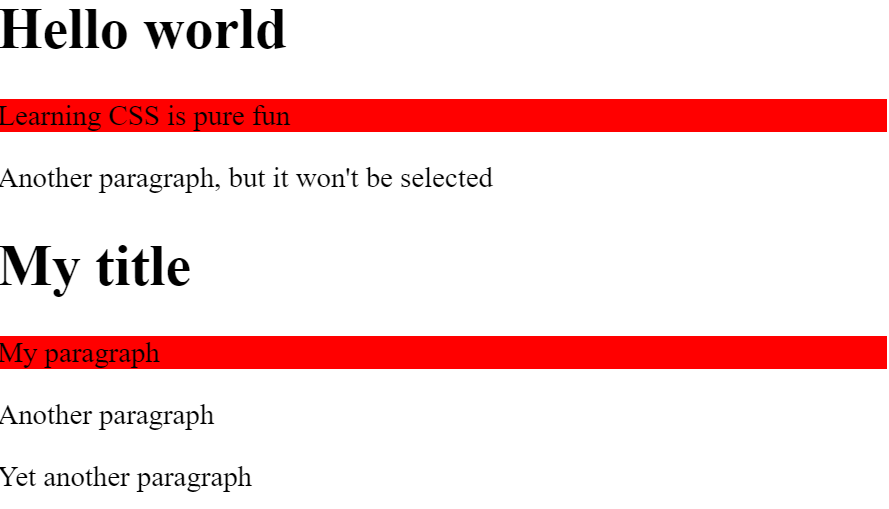 Hello world
Learning CSS is pure fun
Another paragraph, but it won't be selected
My title
My paragraph
Another paragraph
Yet another paragraph